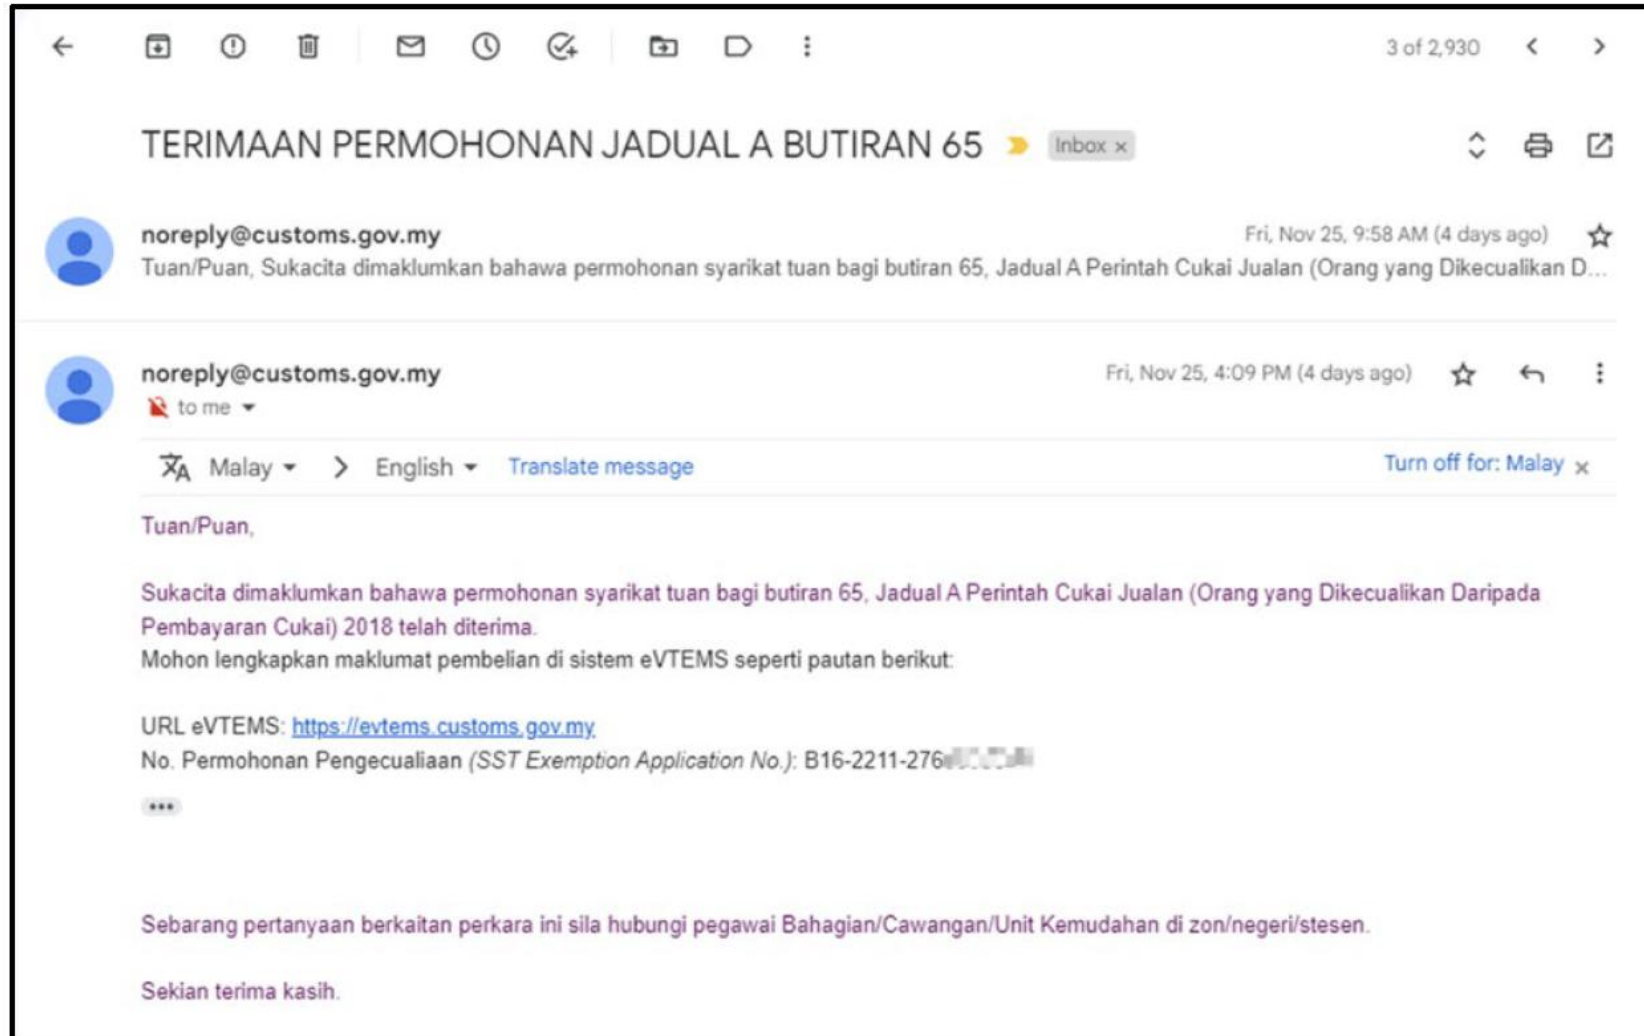 3 of 2,930
TERIMAAN PERMOHONAN JADUAL A BUTIRAN 65 Inbox x
noreply@customs.gov.my Fri, Nov 25, 9:58 AM (4 days ago)
Tuan/Puan, Sukacita dimaklumkan bahawa permohonan syarikat tuan bagi butiran 65, Jadual A Perintah Cukai Jualan (Orang yang Dikecualikan D...
noreply@customs.gov.my Fri, Nov 25, 4:09 PM (4 days ago)
to me
Malay > English Translate message Turn off for: Malay x
Tuan/Puan,
Sukacita dimaklumkan bahawa permohonan syarikat tuan bagi butiran 65, Jadual A Perintah Cukai Jualan (Orang yang Dikecualikan Daripada
Pembayaran Cukai) 2018 telah diterima.
Mohon lengkapkan maklumat pembelian di sistem eVTEMS seperti pautan berikut:
URL eVTEMS: https://evtems.customs.gov.my
No. Permohonan Pengecualiaan (SST Exemption Application No.): B16-2211-276
•••
Sebarang pertanyaan berkaitan perkara ini sila hubungi pegawai Bahagian/Cawangan/Unit Kemudahan di zon/negeri/stesen.
Sekian terima kasih.